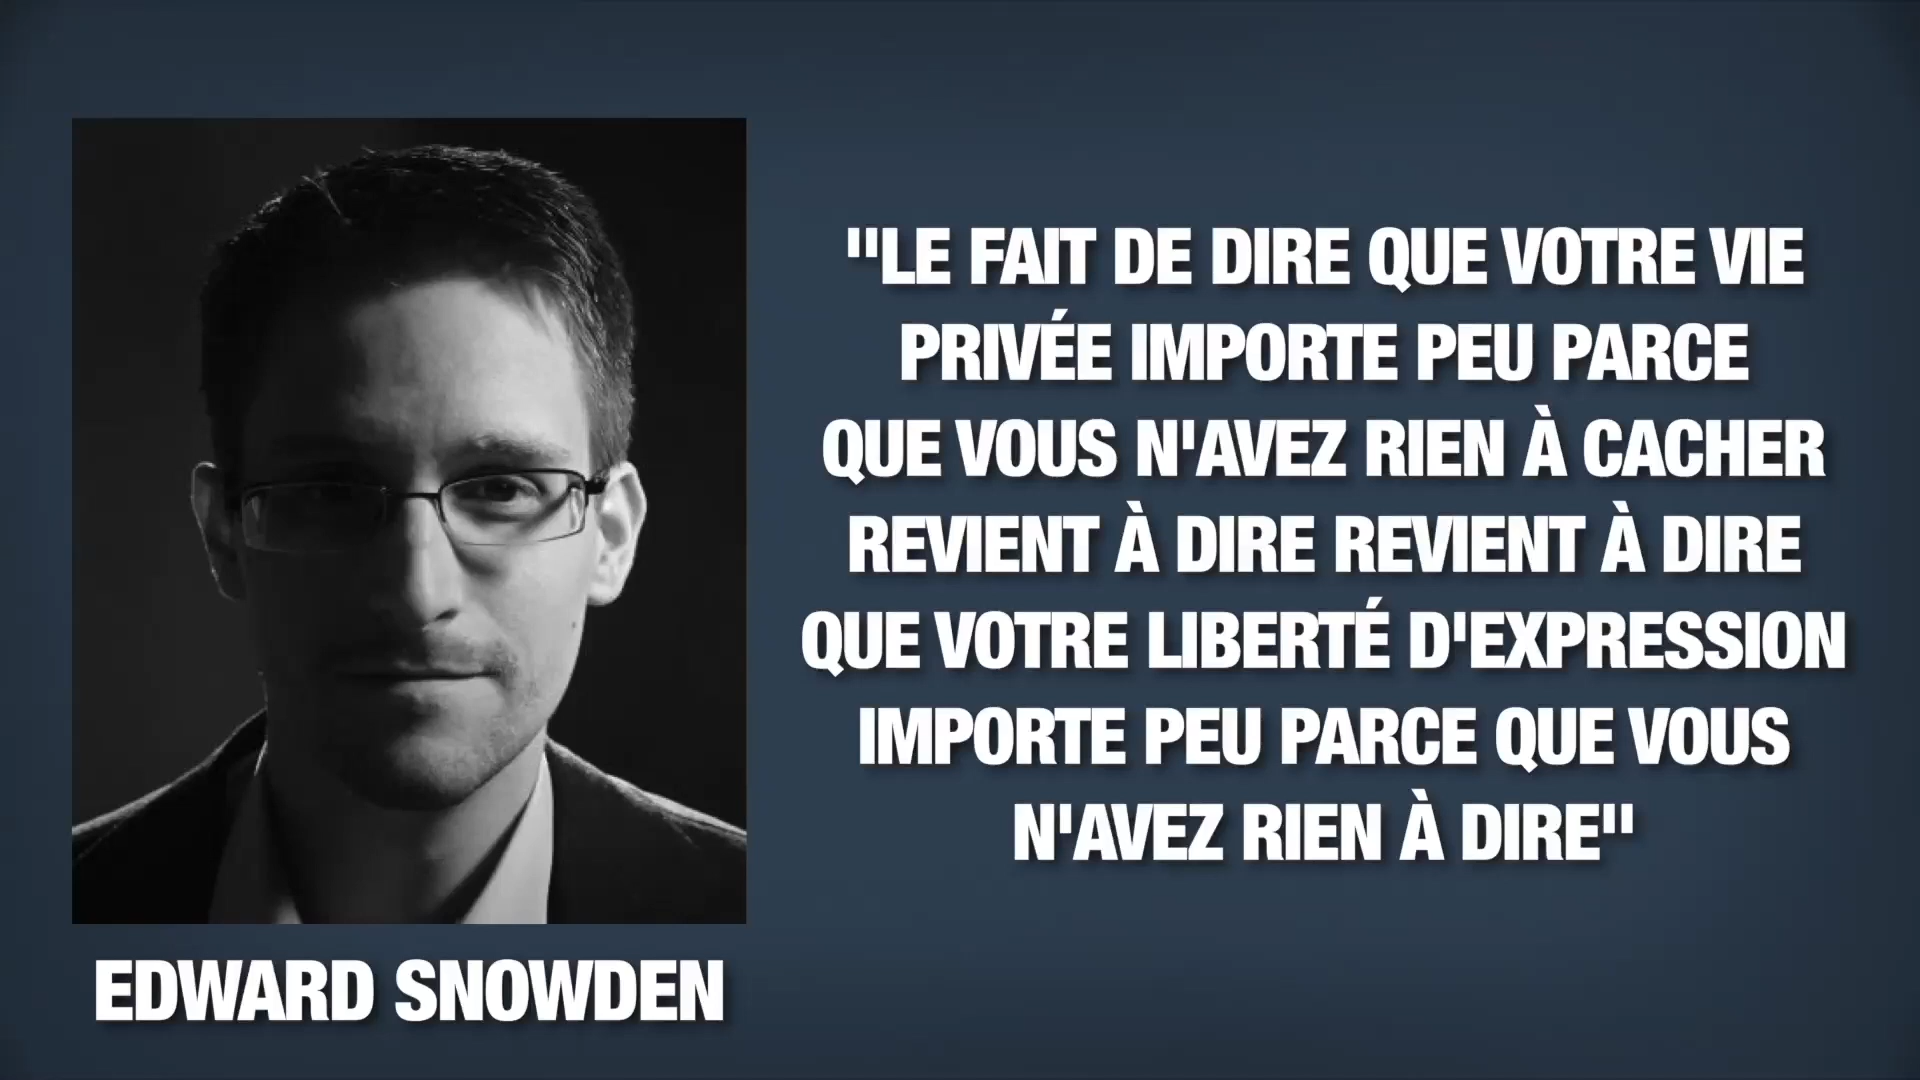 "LE FAIT DE DIRE QUE VOTRE VIE
PRIVÉE IMPORTE PEU PARCE
QUE VOUS N'AVEZ RIEN À CACHER
REVIENT À DIRE REVIENT À DIRE
QUE VOTRE LIBERTÉ D'EXPRESSION
IMPORTE PEU PARCE QUE VOUS
N'AVEZ RIEN À DIRE"
EDWARD SNOWDEN